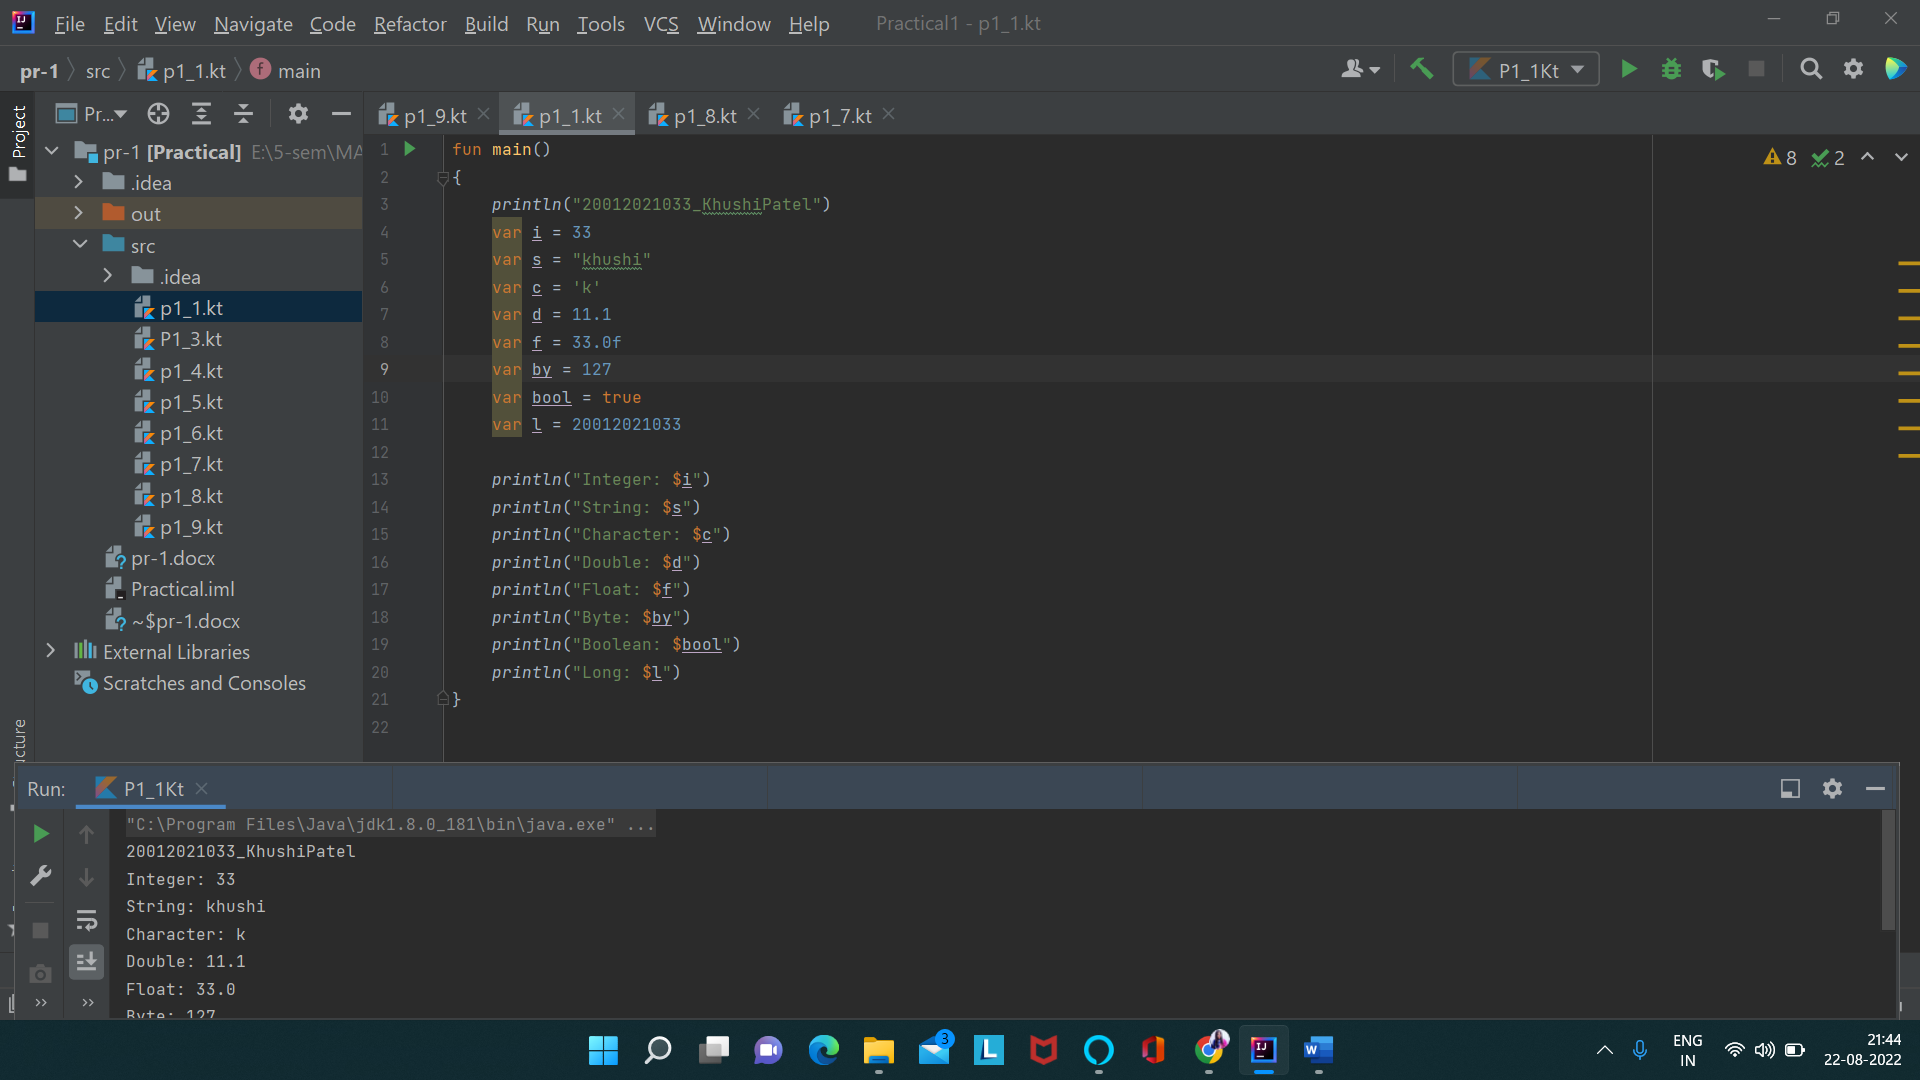 File Edit View Navigate Code Refactor Build Run Tools VCS Window Help Practical1 - p1_1.kt
pr-1 src p1_1.kt main
P1_1Kt
Project
Pr...
p1_9.kt p1_1.kt p1_8.kt p1_7.kt
pr-1 [Practical] E:\5-sem\MA
.idea
out
src
.idea
p1_1.kt
P1_3.kt
p1_4.kt
p1_5.kt
p1_6.kt
p1_7.kt
p1_8.kt
p1_9.kt
pr-1.docx
Practical.iml
~$pr-1.docx
External Libraries
Scratches and Consoles
8 2
1 fun main()
2 {
3 println("20012021033_KhushiPatel")
4 var i = 33
5 var s = "khushi"
6 var c = 'k'
7 var d = 11.1
8 var f = 33.0f
9 var by = 127
10 var bool = true
11 var l = 20012021033
12
13 println("Integer: $i")
14 println("String: $s")
15 println("Character: $c")
16 println("Double: $d")
17 println("Float: $f")
18 println("Byte: $by")
19 println("Boolean: $bool")
20 println("Long: $l")
21 }
22
Run: P1_1Kt
"C:\Program Files\Java\jdk1.8.0_181\bin\java.exe" ...
20012021033_KhushiPatel
Integer: 33
String: khushi
Character: k
Double: 11.1
Float: 33.0
Byte: 127
3
ENG
IN
21:44
22-08-2022